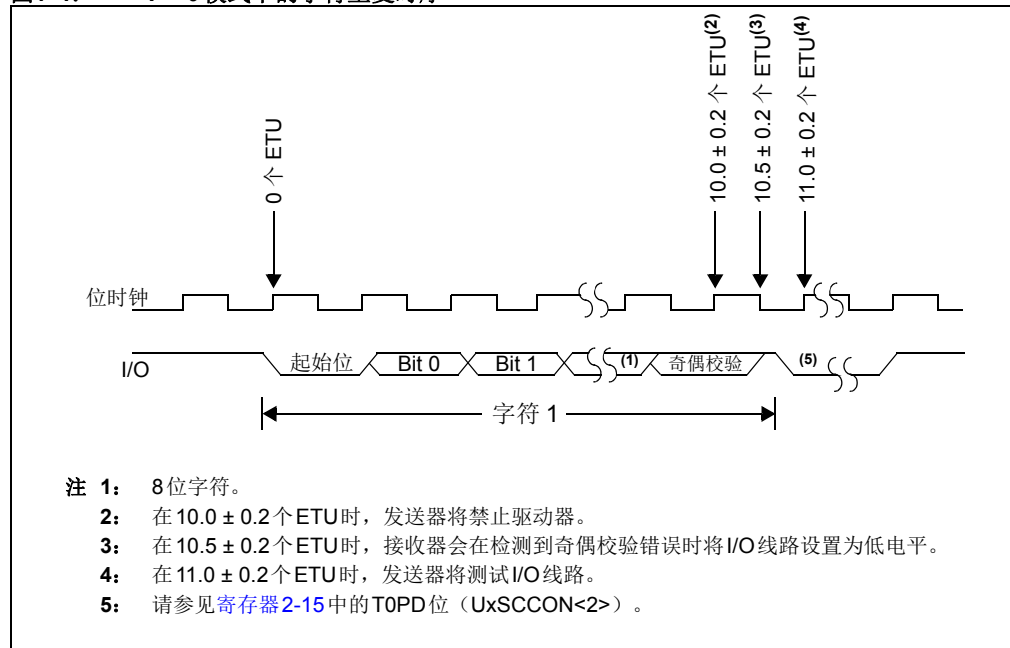 0 个 ETU
10.0 ± 0.2 个 ETU(2)
10.5 ± 0.2 个 ETU(3)
11.0 ± 0.2 个 ETU(4)
位时钟
I/O
起始位
Bit 0
Bit 1
(1)
奇偶校验
(5)
字符 1
注 1： 8位字符。
2： 在10.0 ± 0.2个ETU时，发送器将禁止驱动器。
3： 在10.5 ± 0.2个ETU时，接收器会在检测到奇偶校验错误时将I/O线路设置为低电平。
4： 在11.0 ± 0.2个ETU时，发送器将测试I/O线路。
5： 请参见寄存器2-15中的T0PD位（UxSCCON<2>）。